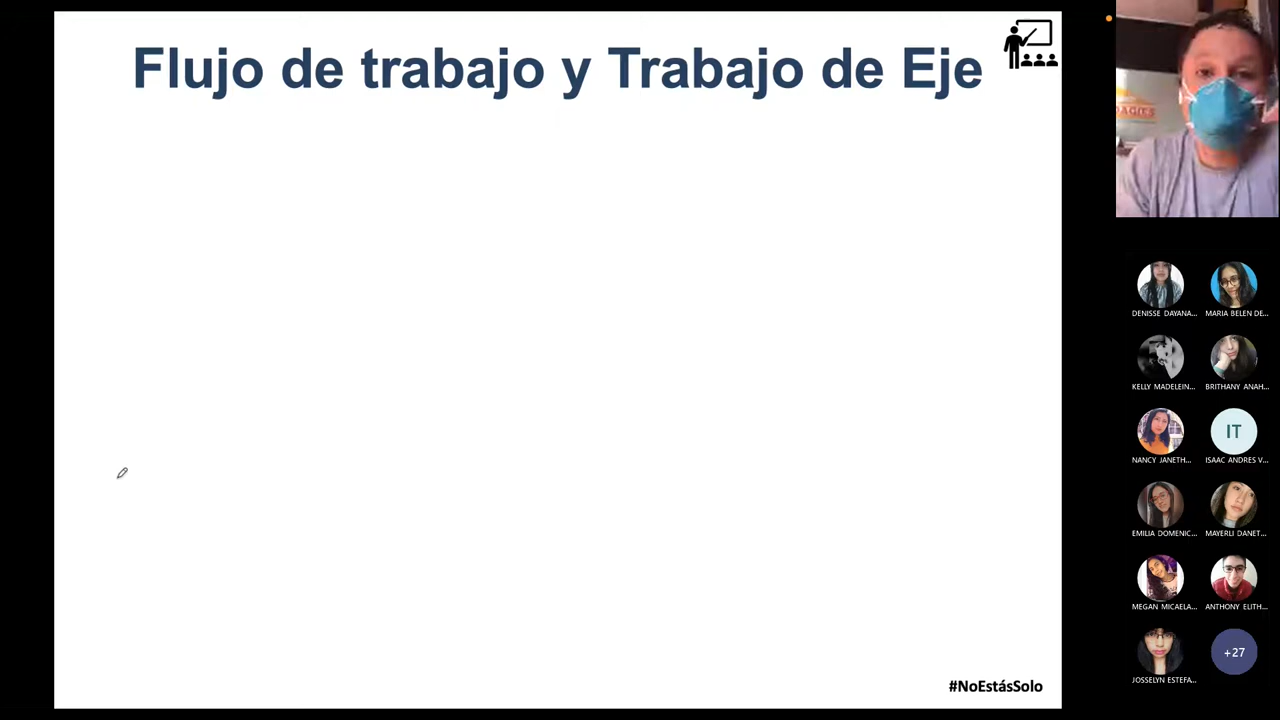 Flujo de trabajo y Trabajo de Eje
DAGIES
DENISSE DAYANA...
MARIA BELEN DE...
KELLY MADELEIN...
BRITHANY ANAH...
IT
NANCY JANETH...
ISAAC ANDRES V...
EMILIA DOMENIC...
MAYERLI DANET...
MEGAN MICAELA...
ANTHONY ELITH...
+27
JOSSELYN ESTEFA...
#NoEstásSolo